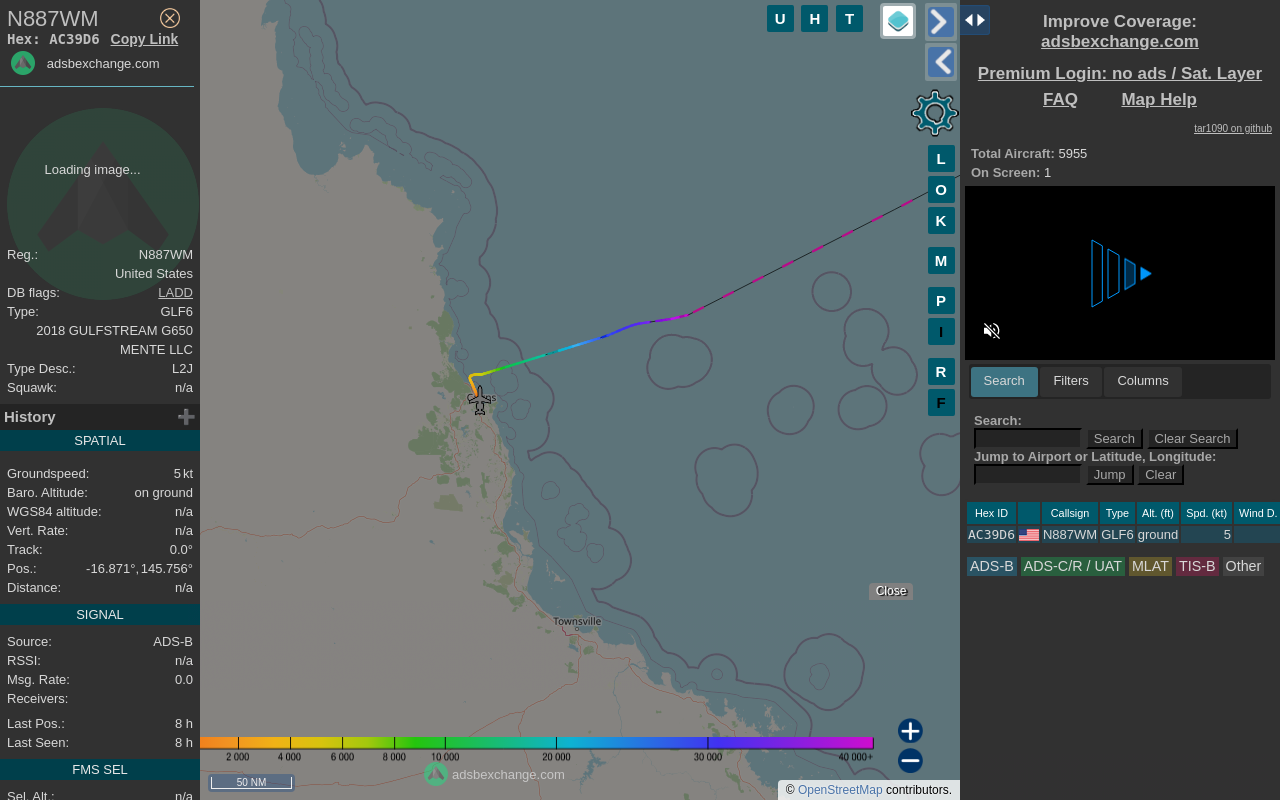 N887WM
Hex: AC39D6 Copy Link
adsbexchange.com
Loading image...
Reg.: N887WM
United States
DB flags: LADD
Type: GLF6
2018 GULFSTREAM G650
MENTE LLC
Type Desc.: L2J
Squawk: n/a
History
SPATIAL
Groundspeed: 5 kt
Baro. Altitude: on ground
WGS84 altitude: n/a
Vert. Rate: n/a
Track: 0.0°
Pos.: -16.871°, 145.756°
Distance: n/a
SIGNAL
Source: ADS-B
RSSI: n/a
Msg. Rate: 0.0
Receivers:
Last Pos.: 8 h
Last Seen: 8 h
FMS SEL
Sel. Alt.: n/a
U H T
L
O
K
M
P
I
R
F
Townsville
Close
2 000 4 000 6 000 8 000 10 000 20 000 30 000 40 000+
adsbexchange.com
50 NM
© OpenStreetMap contributors.
Improve Coverage:
adsbexchange.com
Premium Login: no ads / Sat. Layer
FAQ Map Help
tar1090 on github
Total Aircraft: 5955
On Screen: 1
Search Filters Columns
Search:
Search Clear Search
Jump to Airport or Latitude, Longitude:
Jump Clear
Hex ID Callsign Type Alt. (ft) Spd. (kt) Wind D.
AC39D6 N887WM GLF6 ground 5
ADS-B ADS-C/R / UAT MLAT TIS-B Other